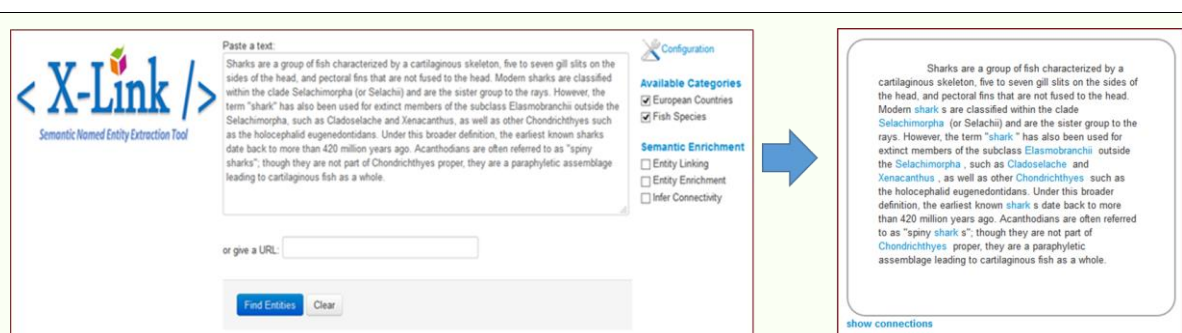 < X-Link />
Semantic Named Entity Extraction Tool
Paste a text:
Sharks are a group of fish characterized by a cartilaginous skeleton, five to seven gill slits on the
sides of the head, and pectoral fins that are not fused to the head. Modern sharks are classified
within the clade Selachimorpha (or Selachii) and are the sister group to the rays. However, the
term "shark" has also been used for extinct members of the subclass Elasmobranchii outside the
Selachimorpha, such as Cladoselache and Xenacanthus, as well as other Chondrichthyes such
as the holocephalid eugenedontidans. Under this broader definition, the earliest known sharks
date back to more than 420 million years ago. Acanthodians are often referred to as "spiny
sharks"; though they are not part of Chondrichthyes proper, they are a paraphyletic assemblage
leading to cartilaginous fish as a whole.
or give a URL:
Find Entities
Clear
Configuration
Available Categories
European Countries
Fish Species
Semantic Enrichment
Entity Linking
Entity Enrichment
Infer Connectivity
Sharks are a group of fish characterized by a
cartilaginous skeleton, five to seven gill slits on the sides of
the head, and pectoral fins that are not fused to the head.
Modern shark s are classified within the clade
Selachimorpha (or Selachii) and are the sister group to the
rays. However, the term "shark " has also been used for
extinct members of the subclass Elasmobranchii outside
the Selachimorpha , such as Cladoselache and
Xenacanthus , as well as other Chondrichthyes such as
the holocephalid eugenedontidans. Under this broader
definition, the earliest known shark s date back to more
than 420 million years ago. Acanthodians are often referred
to as "spiny shark s"; though they are not part of
Chondrichthyes proper, they are a paraphyletic
assemblage leading to cartilaginous fish as a whole.
show connections